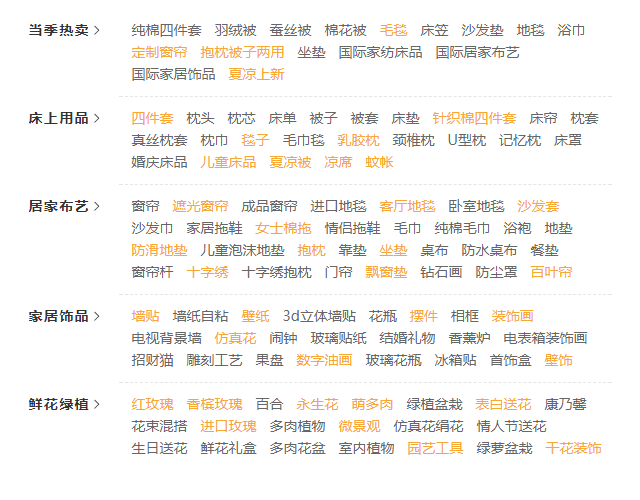 当季热卖 > 纯棉四件套 羽绒被 蚕丝被 棉花被 毛毯 床笠 沙发垫 地毯 浴巾
定制窗帘 抱枕被子两用 坐垫 国际家纺床品 国际居家布艺
国际家居饰品 夏凉上新
床上用品 > 四件套 枕头 枕芯 床单 被子 被套 床垫 针织棉四件套 床帘 枕套
真丝枕套 枕巾 毯子 毛巾毯 乳胶枕 颈椎枕 U型枕 记忆枕 床罩
婚庆床品 儿童床品 夏凉被 凉席 蚊帐
居家布艺 > 窗帘 遮光窗帘 成品窗帘 进口地毯 客厅地毯 卧室地毯 沙发套
沙发巾 家居拖鞋 女士棉拖 情侣拖鞋 毛巾 纯棉毛巾 浴袍 地垫
防滑地垫 儿童泡沫地垫 抱枕 靠垫 坐垫 桌布 防水桌布 餐垫
窗帘杆 十字绣 十字绣抱枕 门帘 飘窗垫 钻石画 防尘罩 百叶帘
家居饰品 > 墙贴 墙纸自粘 壁纸 3d立体墙贴 花瓶 摆件 相框 装饰画
电视背景墙 仿真花 闹钟 玻璃贴纸 结婚礼物 香薰炉 电表箱装饰画
招财猫 雕刻工艺 果盘 数字油画 玻璃花瓶 冰箱贴 首饰盒 壁饰
鲜花绿植 > 红玫瑰 香槟玫瑰 百合 永生花 萌多肉 绿植盆栽 表白送花 康乃馨
花束混搭 进口玫瑰 多肉植物 微景观 仿真花绢花 情人节送花
生日送花 鲜花礼盒 多肉花盆 室内植物 园艺工具 绿萝盆栽 干花装饰